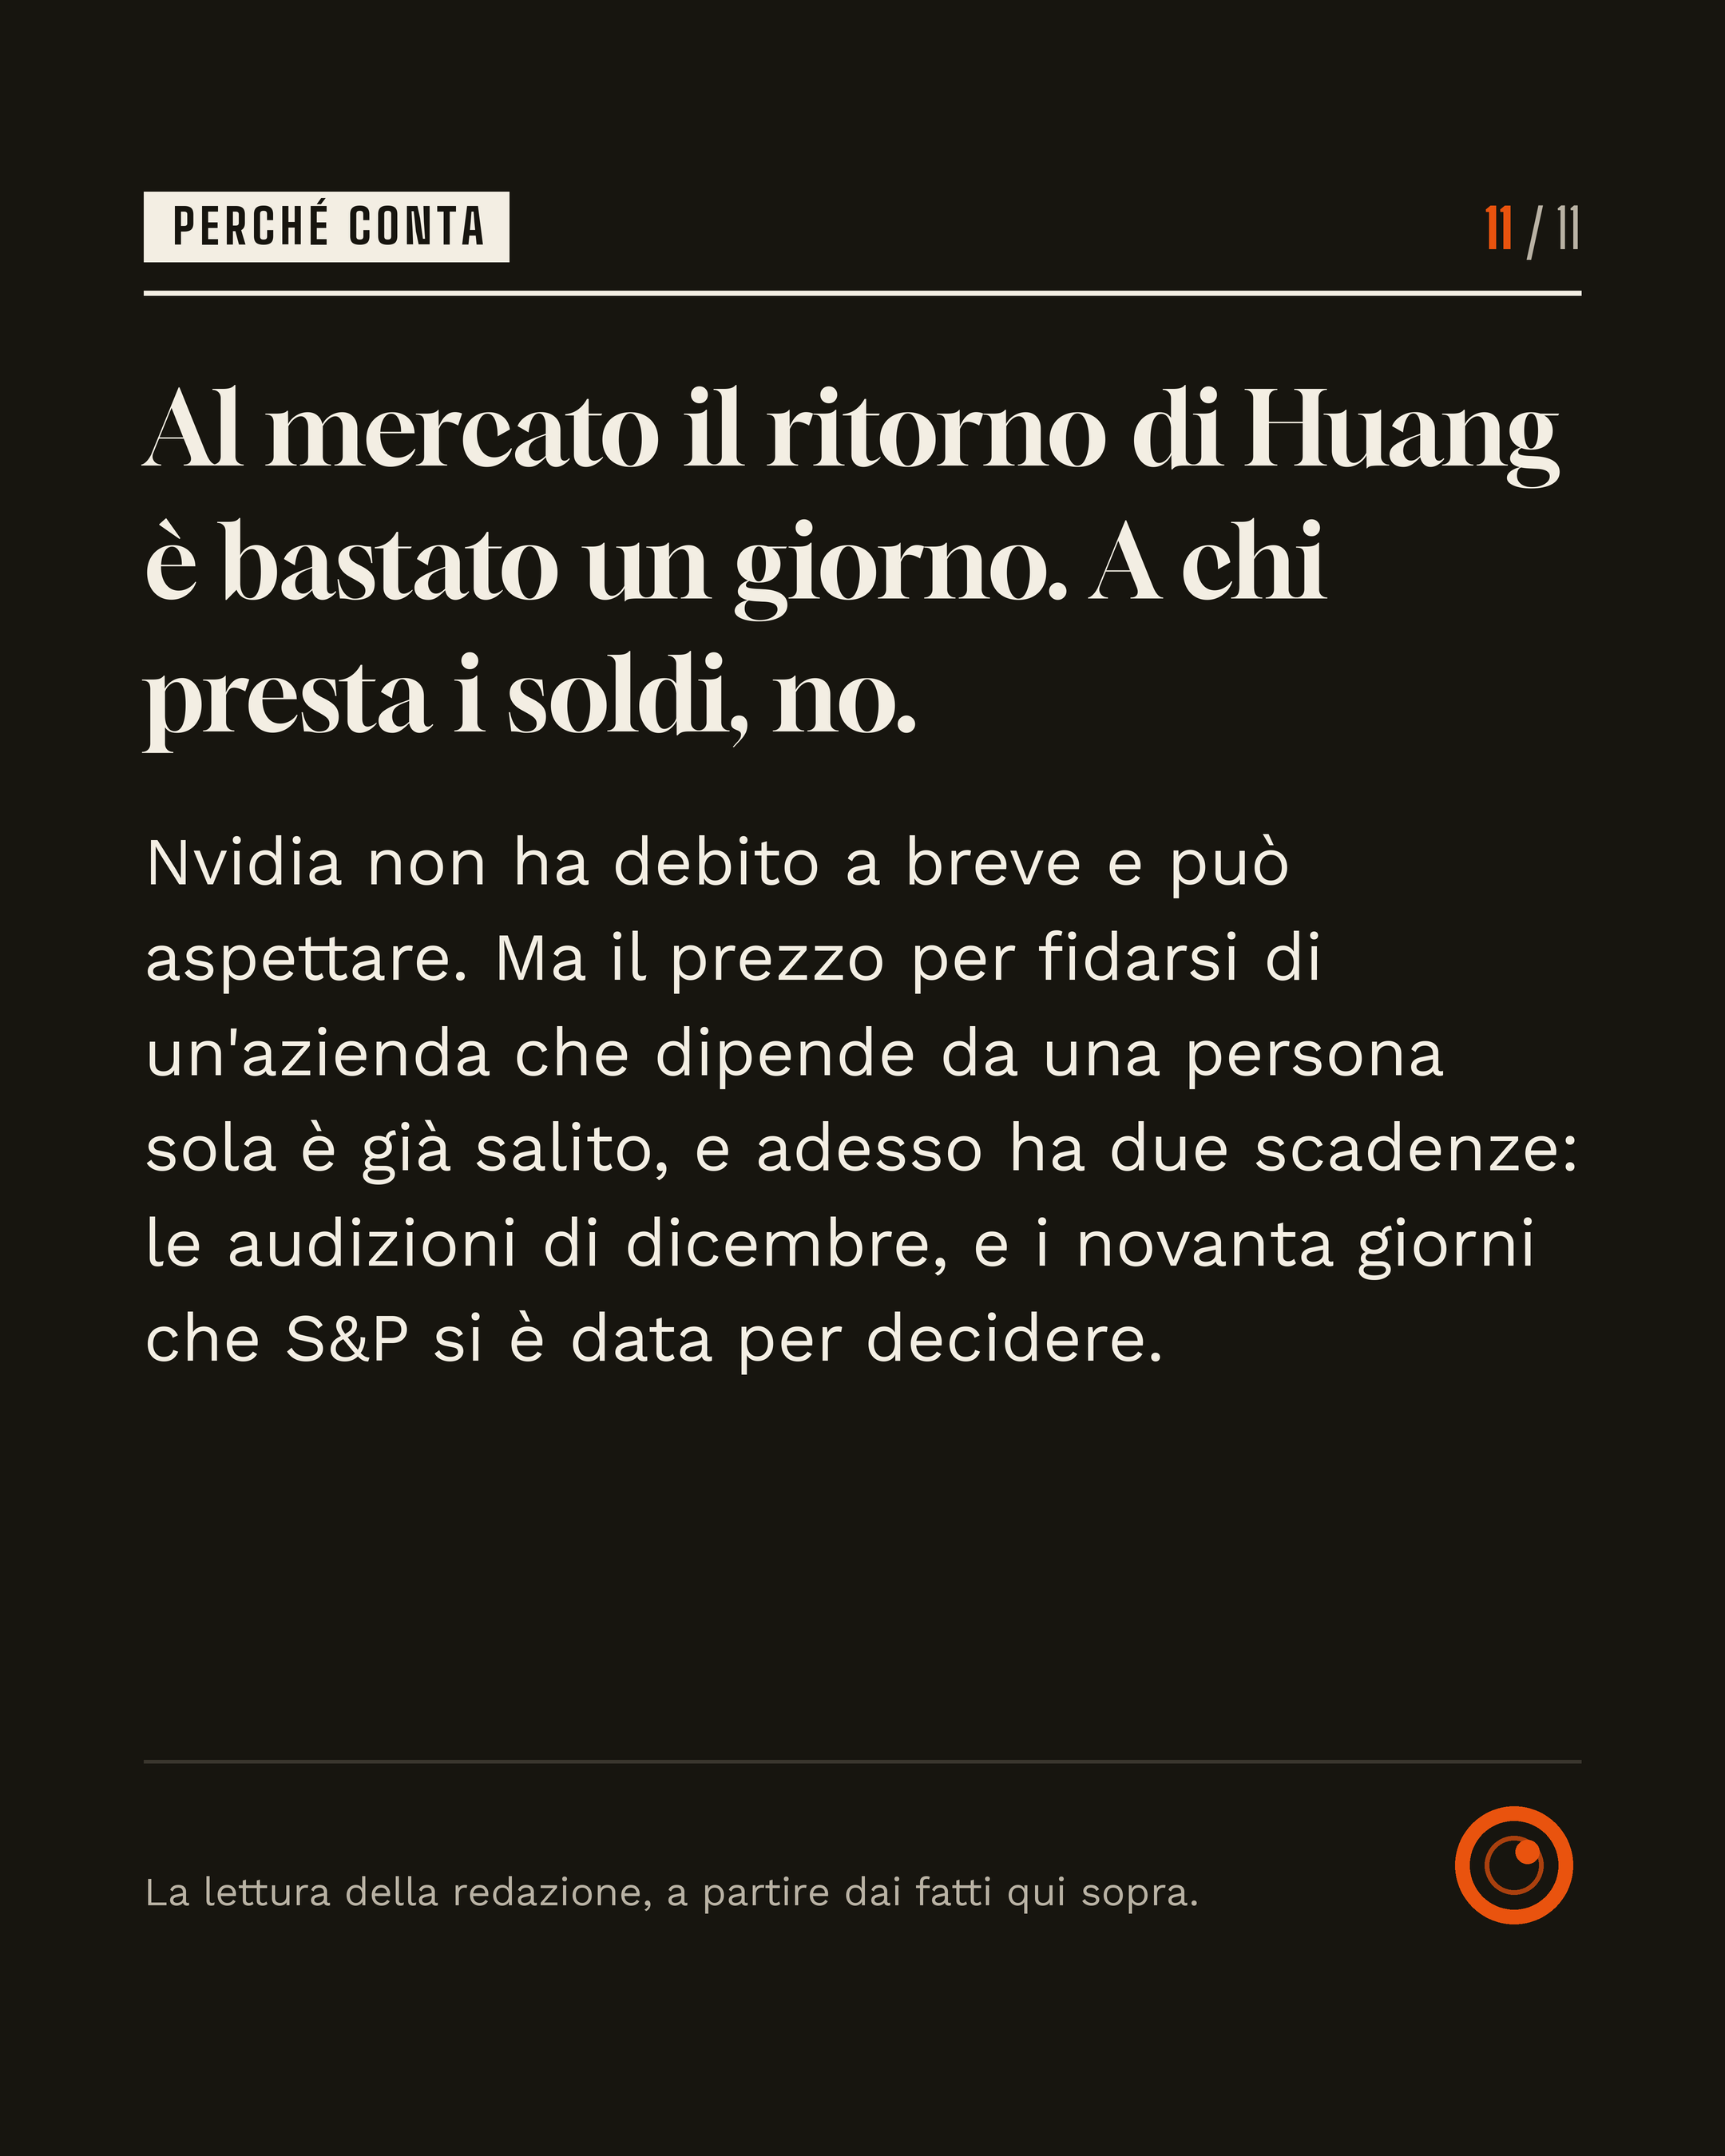 PERCHÉ CONTA
11 / 11
Al mercato il ritorno di Huang
è bastato un giorno. A chi
presta i soldi, no.
Nvidia non ha debito a breve e può
aspettare. Ma il prezzo per fidarsi di
un'azienda che dipende da una persona
sola è già salito, e adesso ha due scadenze:
le audizioni di dicembre, e i novanta giorni
che S&P si è data per decidere.
La lettura della redazione, a partire dai fatti qui sopra.